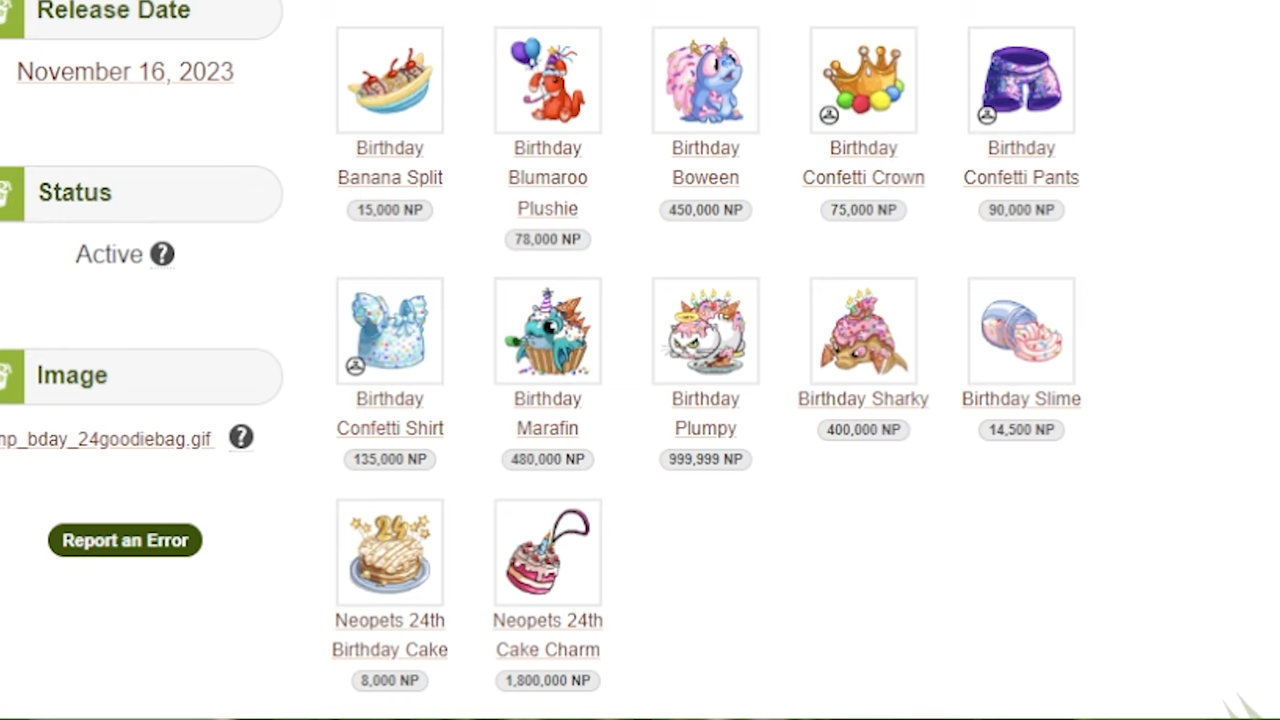 Release Date
November 16, 2023
Status
Active ?
Image
mp_bday_24goodiebag.gif ?
Report an Error
Birthday
Banana Split
15,000 NP
Birthday
Blumaroo
Plushie
78,000 NP
Birthday
Boween
450,000 NP
Birthday
Confetti Crown
75,000 NP
Birthday
Confetti Pants
90,000 NP
Birthday
Confetti Shirt
135,000 NP
Birthday
Marafin
480,000 NP
Birthday
Plumpy
999,999 NP
Birthday Sharky
400,000 NP
Birthday Slime
14,500 NP
24
Neopets 24th
Birthday Cake
8,000 NP
Neopets 24th
Cake Charm
1,800,000 NP